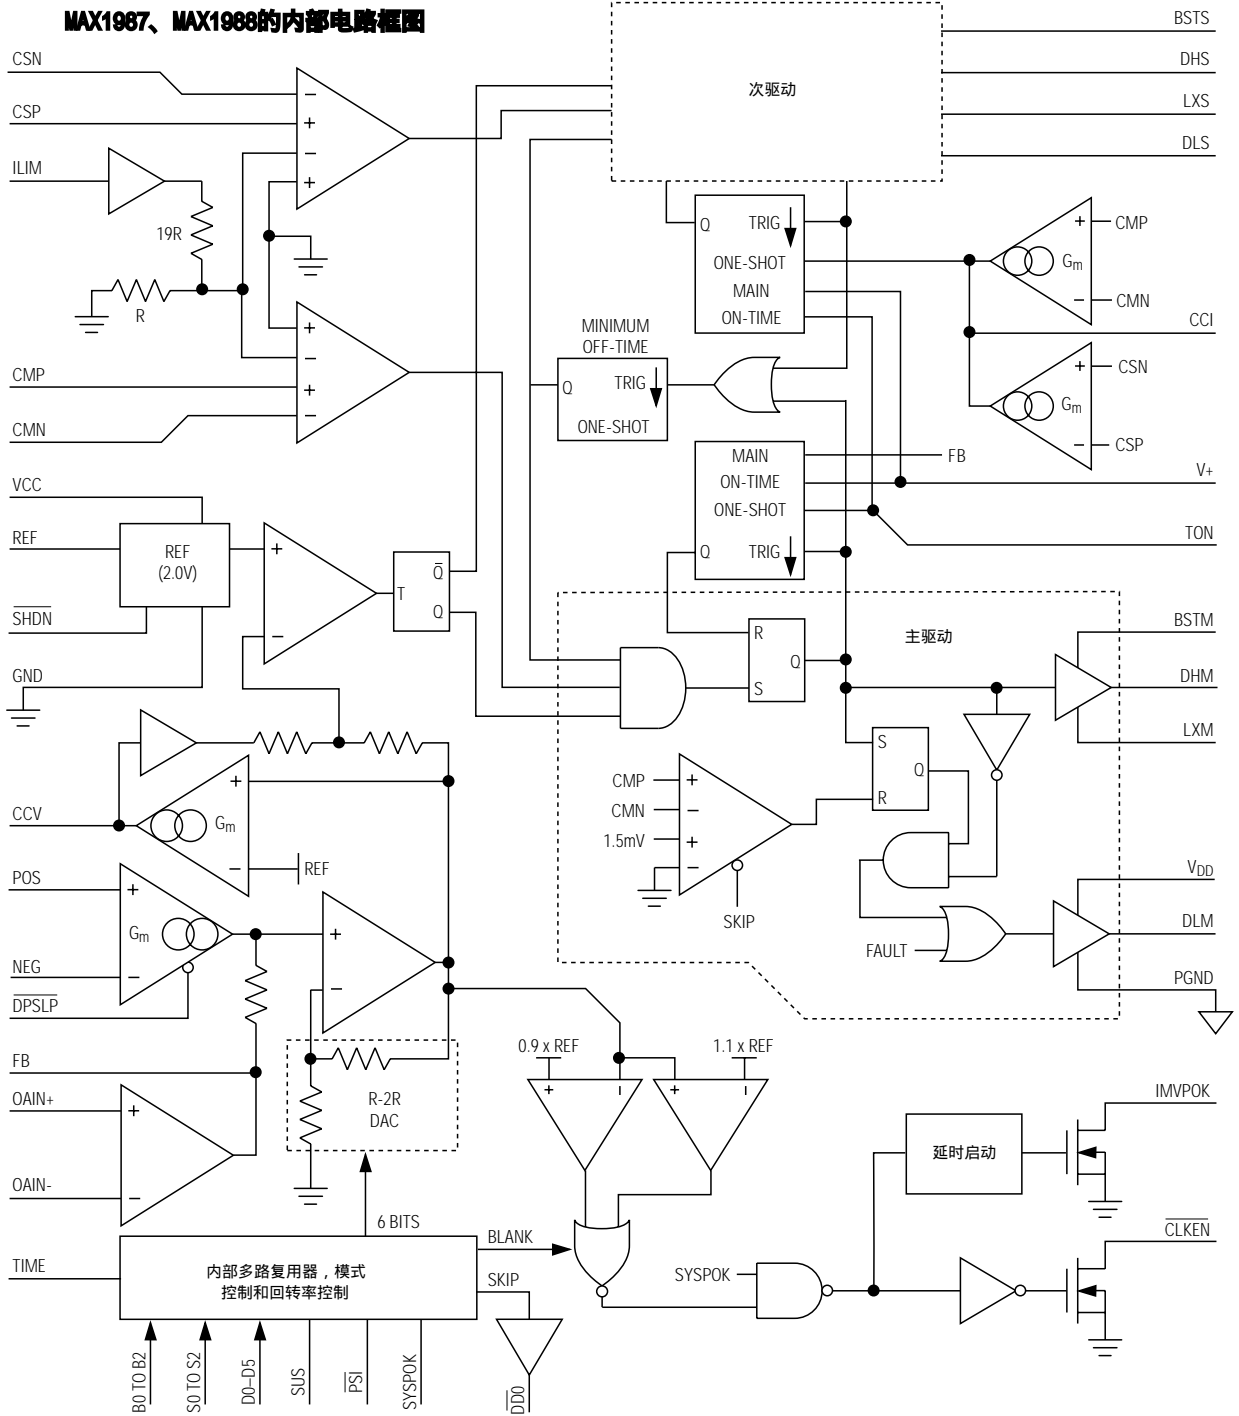 MAX1987、MAX1988的内部电路框图
CSN
CSP
ILIM
19R
R
CMP
CMN
VCC
REF
REF
(2.0V)
SHDN
GND
T
Q
Q
CCV
Gm
REF
POS
Gm
NEG
DPSLP
FB
OAIN+
OAIN-
R-2R
DAC
6 BITS
TIME
内部多路复用器，模式
控制和回转率控制
BLANK
SKIP
B0 TO B2
S0 TO S2
D0–D5
SUS
PSI
SYSPOK
DD0
次驱动
BSTS
DHS
LXS
DLS
Q
TRIG
ONE-SHOT
MAIN
ON-TIME
Gm
CMP
CMN
CCI
Gm
CSN
CSP
MINIMUM
OFF-TIME
Q
TRIG
ONE-SHOT
MAIN
ON-TIME
ONE-SHOT
Q
TRIG
FB
V+
TON
主驱动
R
Q
S
BSTM
DHM
LXM
S
Q
R
CMP
CMN
1.5mV
SKIP
FAULT
VDD
DLM
PGND
0.9 x REF
1.1 x REF
SYSPOK
延时启动
IMVPOK
CLKEN